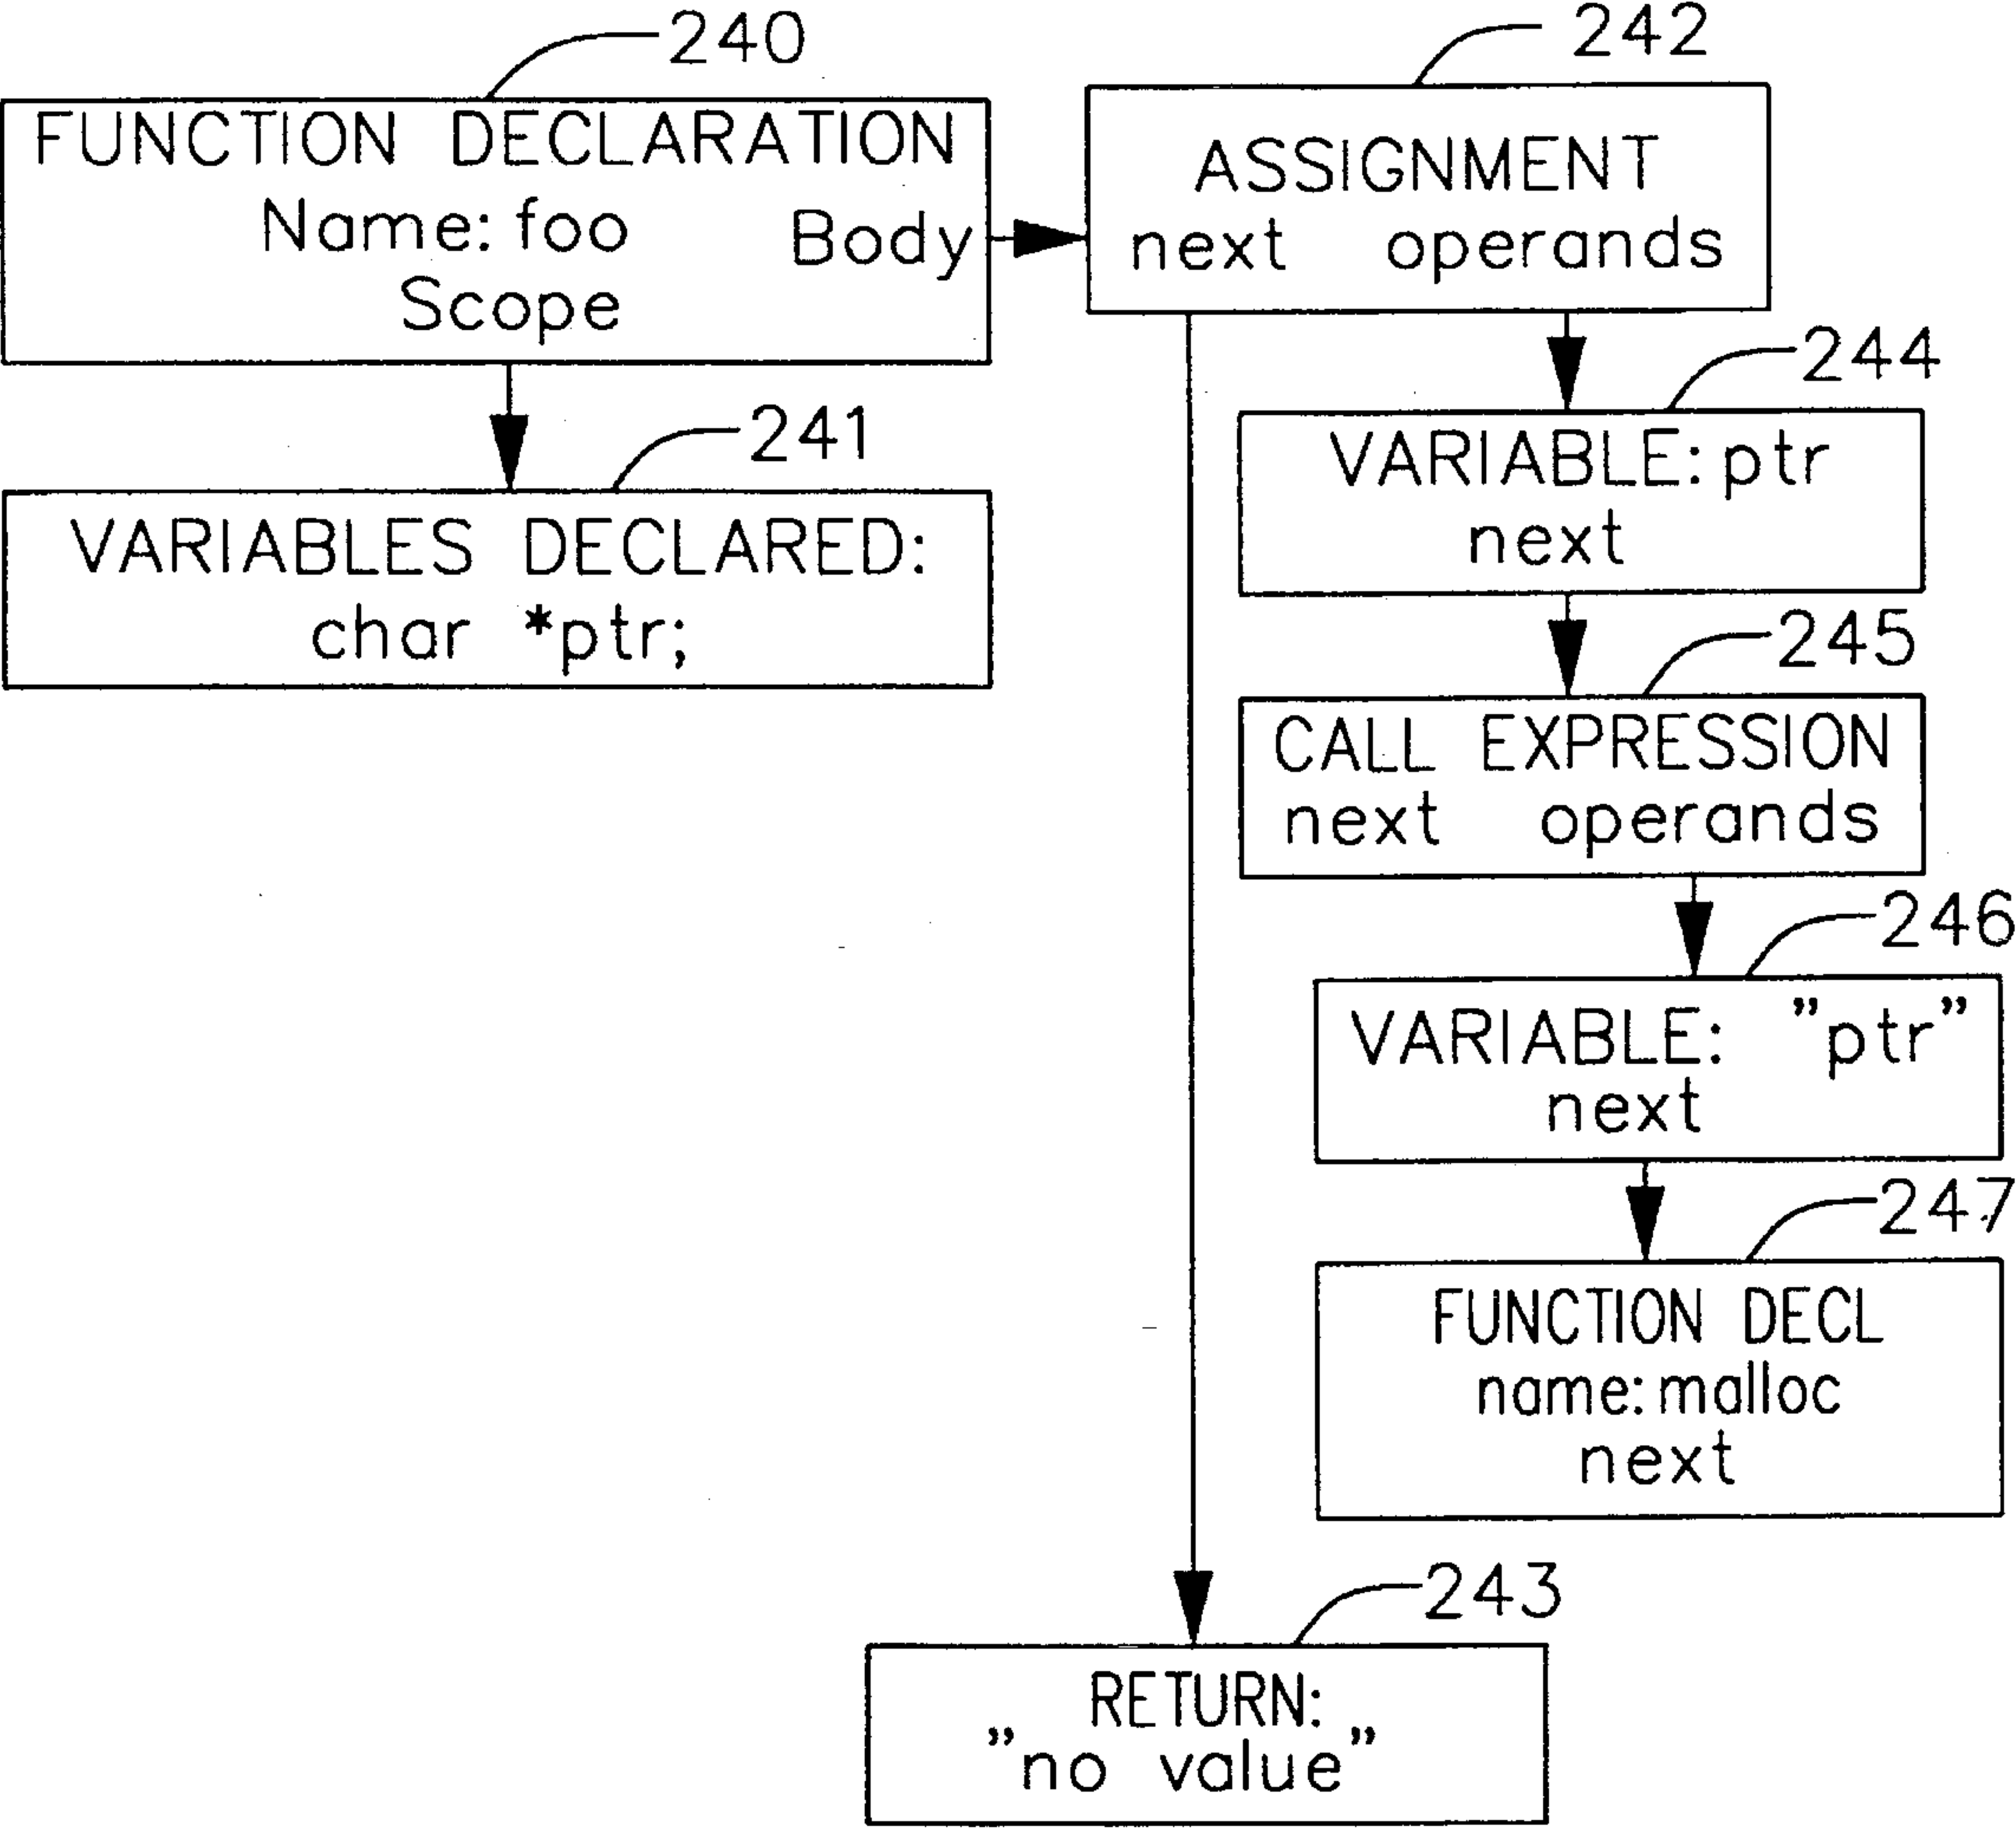 240
FUNCTION DECLARATION
Name: foo
Body
Scope
241
VARIABLES DECLARED:
char *ptr;
242
ASSIGNMENT
next operands
244
VARIABLE: ptr
next
245
CALL EXPRESSION
next operands
246
VARIABLE: "ptr"
next
247
FUNCTION DECL
name: malloc
next
243
RETURN:
"no value"